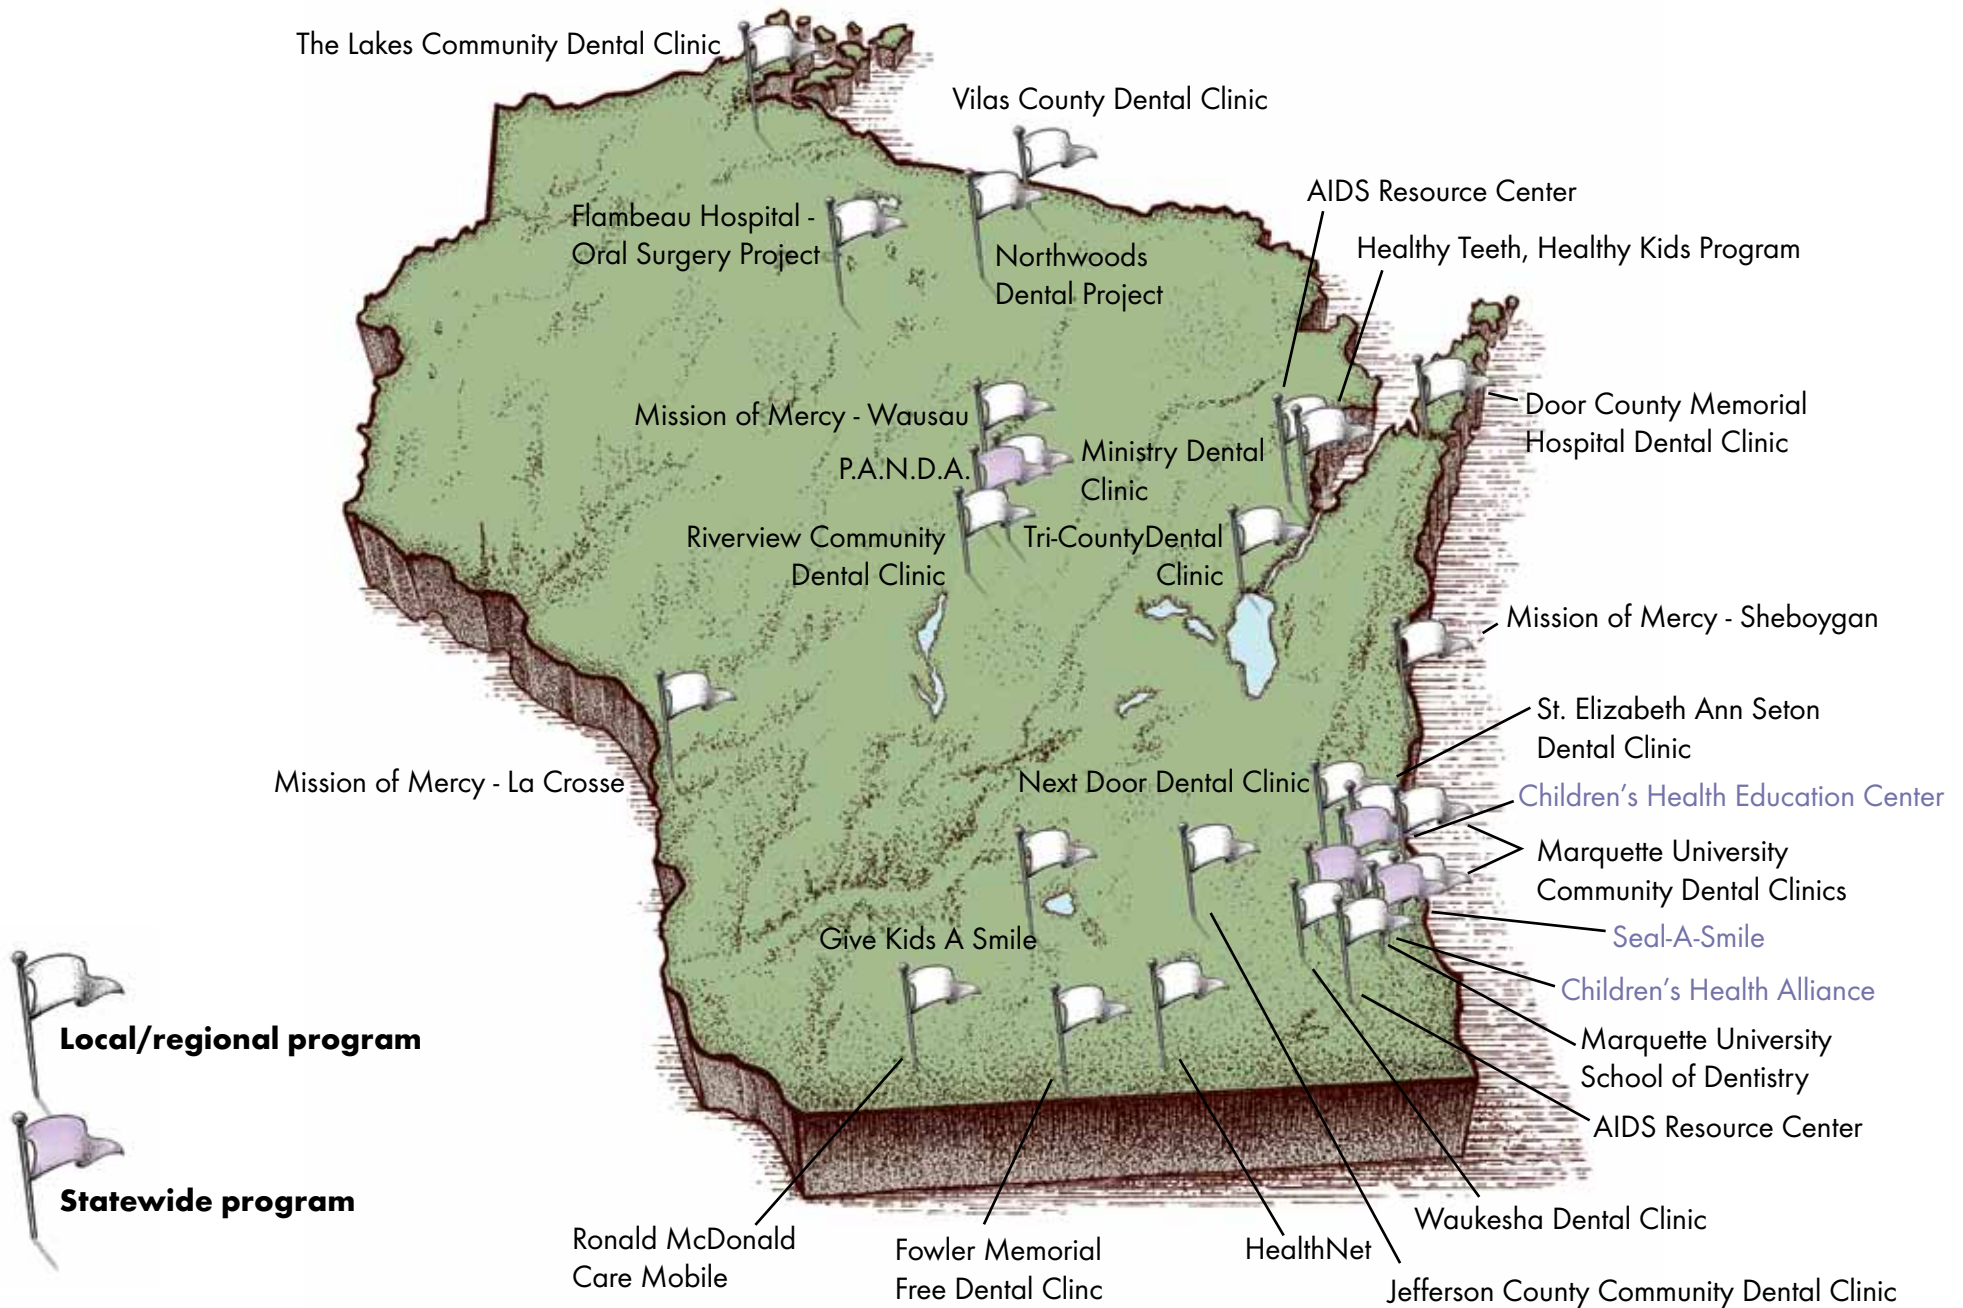 The Lakes Community Dental Clinic
Vilas County Dental Clinic
AIDS Resource Center
Flambeau Hospital -
Oral Surgery Project
Healthy Teeth, Healthy Kids Program
Northwoods
Dental Project
Mission of Mercy - Wausau
Door County Memorial
Hospital Dental Clinic
P.A.N.D.A.
Ministry Dental
Clinic
Riverview Community
Dental Clinic
Tri-CountyDental
Clinic
Mission of Mercy - Sheboygan
St. Elizabeth Ann Seton
Dental Clinic
Mission of Mercy - La Crosse
Next Door Dental Clinic
Children's Health Education Center
Marquette University
Community Dental Clinics
Give Kids A Smile
Seal-A-Smile
Children's Health Alliance
Local/regional program
Marquette University
School of Dentistry
AIDS Resource Center
Statewide program
Waukesha Dental Clinic
Ronald McDonald
Care Mobile
Fowler Memorial
Free Dental Clinc
HealthNet
Jefferson County Community Dental Clinic